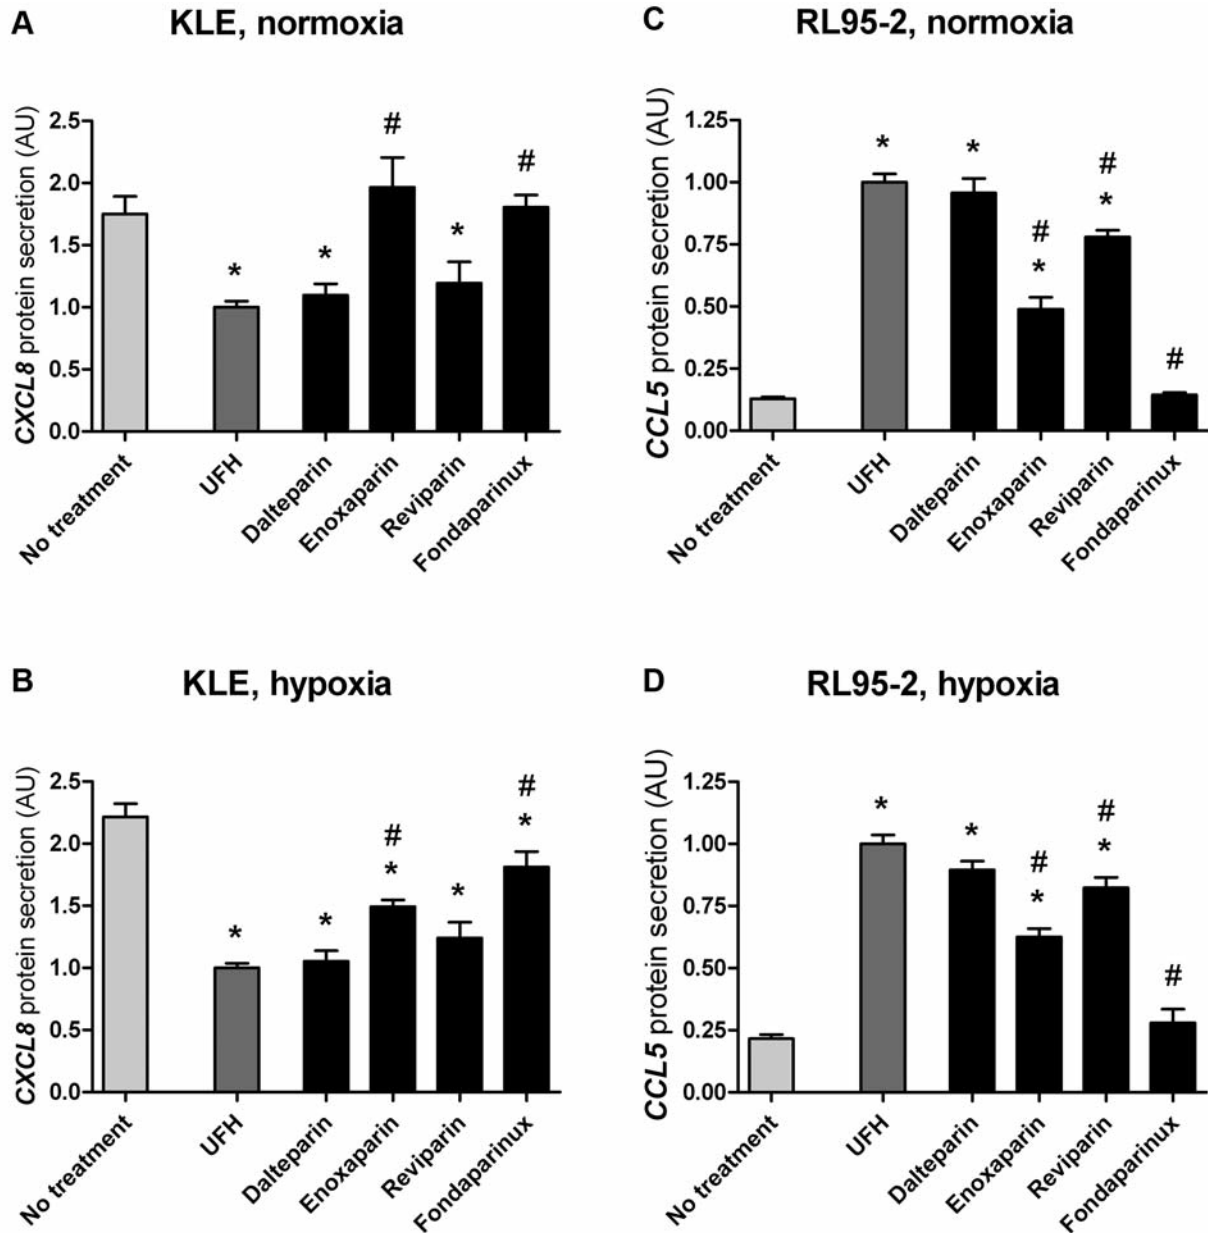 A
KLE, normoxia
CXCL8 protein secretion (AU)
2.5
2.0
1.5
1.0
0.5
0.0
*
*
#
*
#
No treatment
UFH
Dalteparin
Enoxaparin
Reviparin
Fondaparinux
C
RL95-2, normoxia
CCL5 protein secretion (AU)
1.25
1.00
0.75
0.50
0.25
0.00
*
*
#
*
#
*
#
No treatment
UFH
Dalteparin
Enoxaparin
Reviparin
Fondaparinux
B
KLE, hypoxia
CXCL8 protein secretion (AU)
2.5
2.0
1.5
1.0
0.5
0.0
*
*
#
*
*
#
*
No treatment
UFH
Dalteparin
Enoxaparin
Reviparin
Fondaparinux
D
RL95-2, hypoxia
CCL5 protein secretion (AU)
1.25
1.00
0.75
0.50
0.25
0.00
*
*
#
*
#
*
#
No treatment
UFH
Dalteparin
Enoxaparin
Reviparin
Fondaparinux